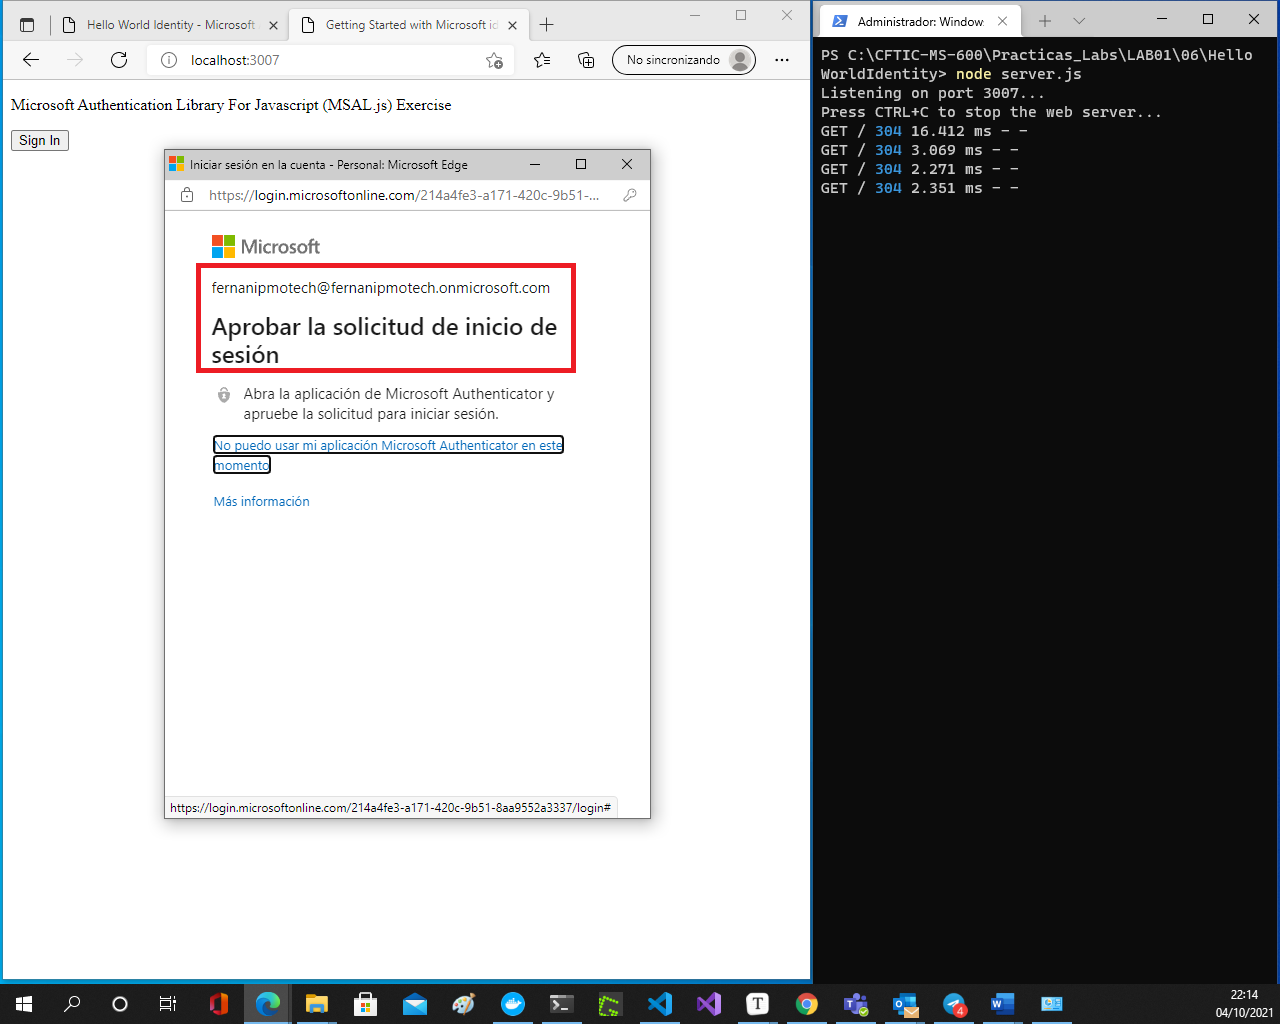 Hello World Identity - Microsoft
Getting Started with Microsoft id
localhost:3007
No sincronizando
Microsoft Authentication Library For Javascript (MSAL.js) Exercise
Sign In
Iniciar sesión en la cuenta - Personal: Microsoft Edge
https://login.microsoftonline.com/214a4fe3-a171-420c-9b51-...
Microsoft
fernanipmotech@fernanipmotech.onmicrosoft.com
Aprobar la solicitud de inicio de
sesión
Abra la aplicación de Microsoft Authenticator y
apruebe la solicitud para iniciar sesión.
No puedo usar mi aplicación Microsoft Authenticator en este
momento
Más información
https://login.microsoftonline.com/214a4fe3-a171-420c-9b51-8aa9552a3337/login#
Administrador: Windows
PS C:\CFTIC-MS-600\Practicas_Labs\LAB01\06\Hello
WorldIdentity> node server.js
Listening on port 3007...
Press CTRL+C to stop the web server...
GET / 304 16.412 ms - -
GET / 304 3.069 ms - -
GET / 304 2.271 ms - -
GET / 304 2.351 ms - -
T
4
22:14
04/10/2021